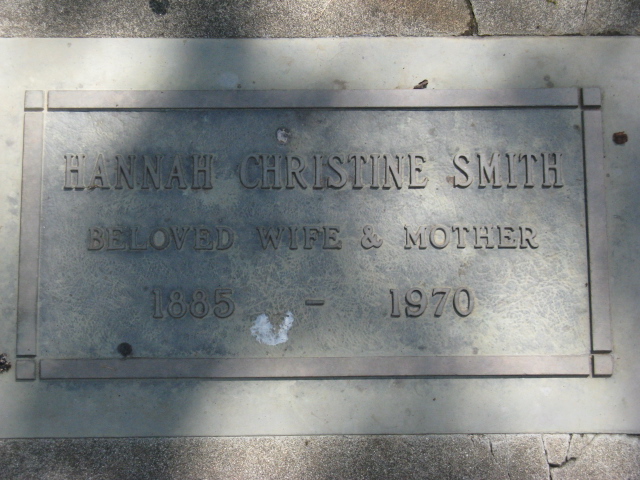 HANNAH CHRISTINE SMITH
BELOVED WIFE & MOTHER
1885 - 1970